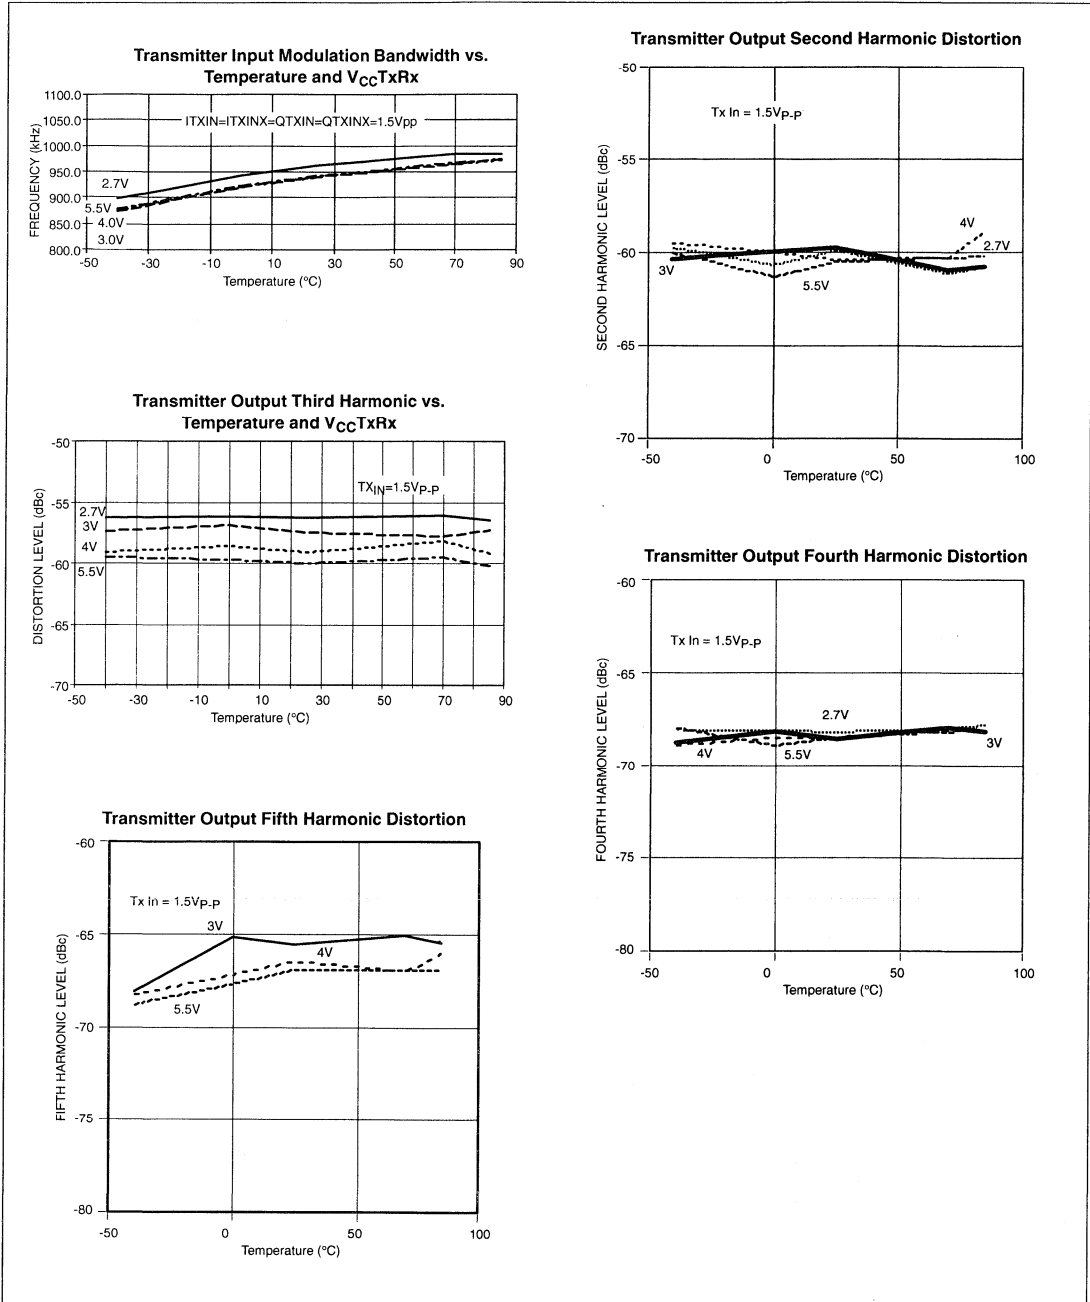 Transmitter Input Modulation Bandwidth vs.
Temperature and VCCTxRx
1100.0
1050.0
1000.0
950.0
900.0
850.0
800.0
FREQUENCY (kHz)
ITXIN=ITXINX=QTXIN=QTXINX=1.5Vpp
2.7V
5.5V
4.0V
3.0V
-50 -30 -10 10 30 50 70 90
Temperature (°C)
Transmitter Output Second Harmonic Distortion
-50
-55
-60
-65
-70
SECOND HARMONIC LEVEL (dBc)
Tx In = 1.5VP-P
4V
2.7V
3V
5.5V
-50 0 50 100
Temperature (°C)
Transmitter Output Third Harmonic vs.
Temperature and VCCTxRx
-50
-55
-60
-65
-70
DISTORTION LEVEL (dBc)
TXIN=1.5VP-P
2.7V
3V
4V
5.5V
-50 -30 -10 10 30 50 70 90
Temperature (°C)
Transmitter Output Fourth Harmonic Distortion
-60
-65
-70
-75
-80
FOURTH HARMONIC LEVEL (dBc)
Tx In = 1.5VP-P
2.7V
4V
5.5V
3V
-50 0 50 100
Temperature (°C)
Transmitter Output Fifth Harmonic Distortion
-60
-65
-70
-75
-80
FIFTH HARMONIC LEVEL (dBc)
Tx in = 1.5VP-P
3V
4V
5.5V
-50 0 50 100
Temperature (°C)